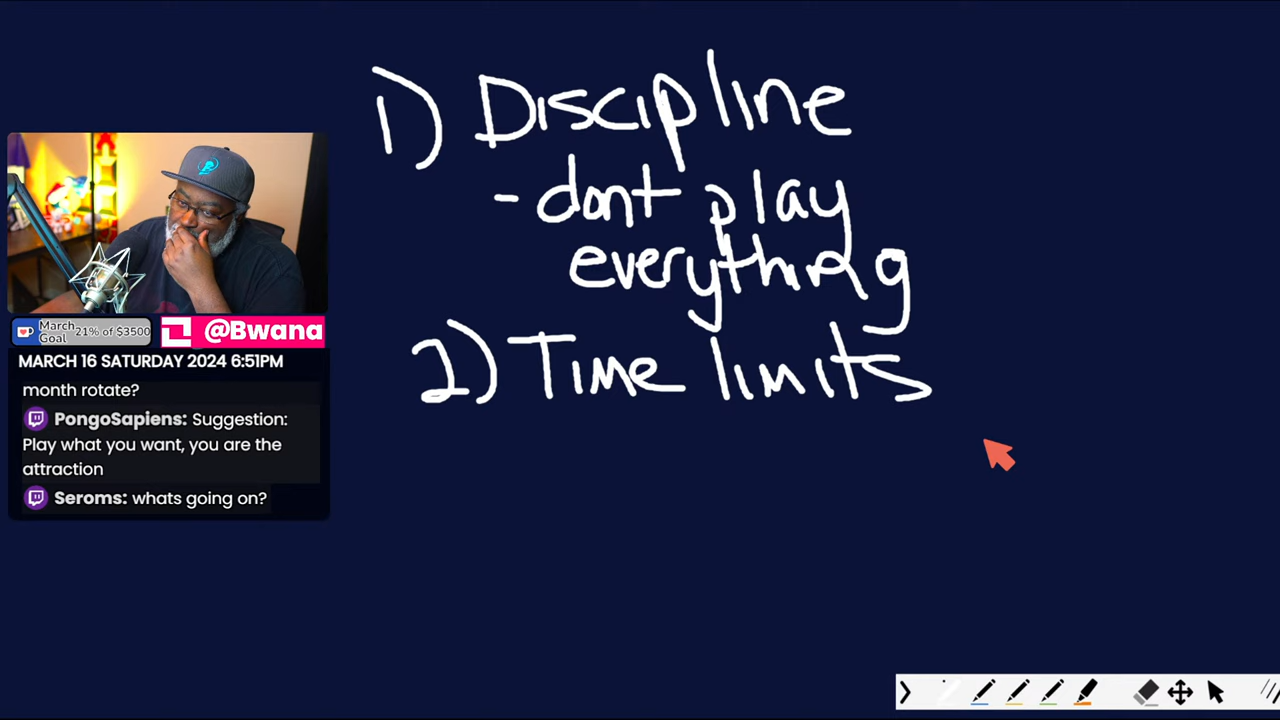 1) Discipline
- dont play
everything
2) Time limits
March
Goal
21% of $3500
@Bwana
MARCH 16 SATURDAY 2024 6:51PM
month rotate?
PongoSapiens: Suggestion:
Play what you want, you are the
attraction
Seroms: whats going on?